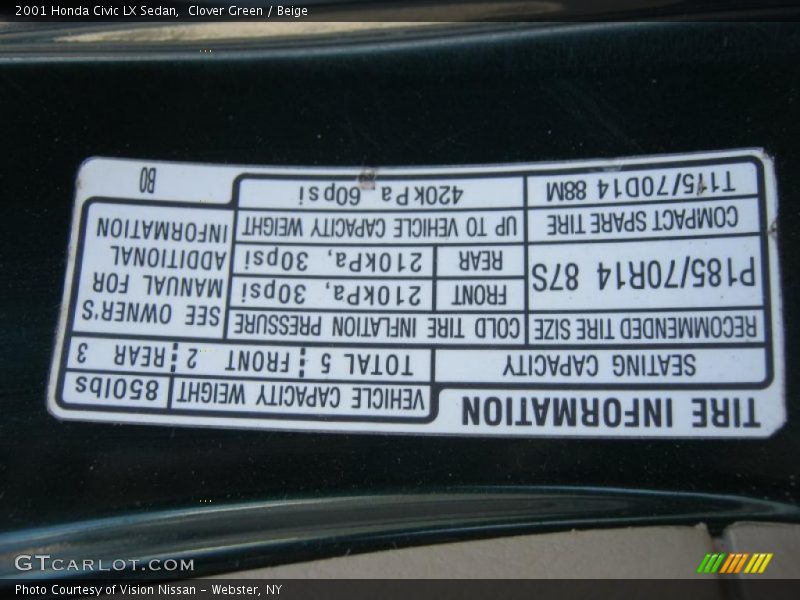 2001 Honda Civic LX Sedan, Clover Green / Beige
TIRE INFORMATION
VEHICLE CAPACITY WEIGHT 850lbs
SEATING CAPACITY TOTAL 5 FRONT 2 REAR 3
RECOMMENDED TIRE SIZE COLD TIRE INFLATION PRESSURE
P185/70R14 87S
FRONT 210kPa, 30psi
REAR 210kPa, 30psi
COMPACT SPARE TIRE UP TO VEHICLE CAPACITY WEIGHT
T115/70D14 88M 420kPa 60psi
SEE OWNER'S
MANUAL FOR
ADDITIONAL
INFORMATION
B0
GTCARLOT.COM
Photo Courtesy of Vision Nissan - Webster, NY